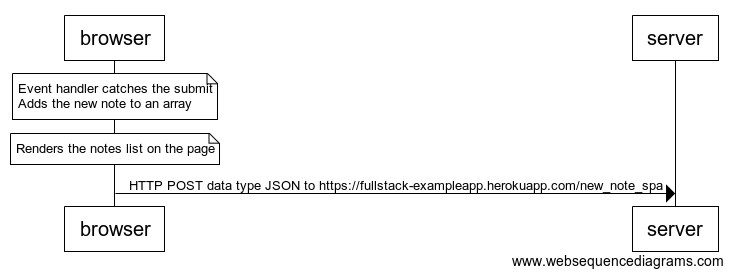 browser
server
Event handler catches the submit
Adds the new note to an array
Renders the notes list on the page
HTTP POST data type JSON to https://fullstack-exampleapp.herokuapp.com/new_note_spa
browser
server
www.websequencediagrams.com